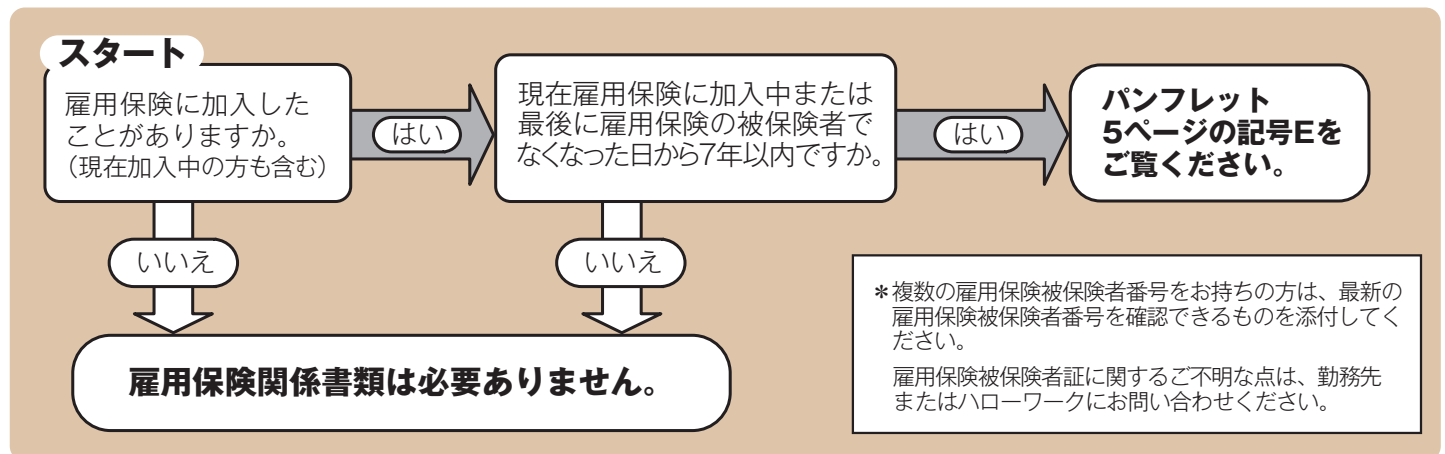 スタート
雇用保険に加入した
ことがありますか。
（現在加入中の方も含む）
はい
現在雇用保険に加入中または
最後に雇用保険の被保険者で
なくなった日から7年以内ですか。
はい
パンフレット
5ページの記号Eを
ご覧ください。
いいえ
いいえ
雇用保険関係書類は必要ありません。
＊複数の雇用保険被保険者番号をお持ちの方は、最新の
雇用保険被保険者番号を確認できるものを添付してく
ださい。
雇用保険被保険者証に関するご不明な点は、勤務先
またはハローワークにお問い合わせください。